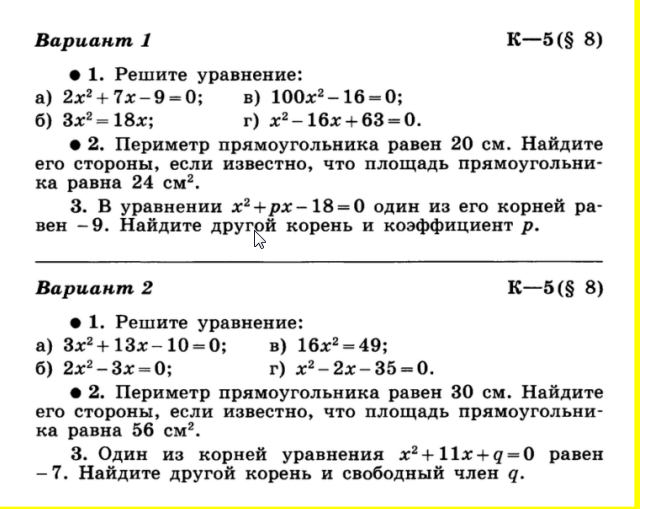 Вариант 1 К—5 (§ 8)
● 1. Решите уравнение:
а) 2x² + 7x − 9 = 0; в) 100x² − 16 = 0;
б) 3x² = 18x; г) x² − 16x + 63 = 0.
● 2. Периметр прямоугольника равен 20 см. Найдите
его стороны, если известно, что площадь прямоугольни-
ка равна 24 см².
3. В уравнении x² + px − 18 = 0 один из его корней ра-
вен −9. Найдите другой корень и коэффициент p.
Вариант 2 К—5 (§ 8)
● 1. Решите уравнение:
а) 3x² + 13x − 10 = 0; в) 16x² = 49;
б) 2x² − 3x = 0; г) x² − 2x − 35 = 0.
● 2. Периметр прямоугольника равен 30 см. Найдите
его стороны, если известно, что площадь прямоугольни-
ка равна 56 см².
3. Один из корней уравнения x² + 11x + q = 0 равен
−7. Найдите другой корень и свободный член q.